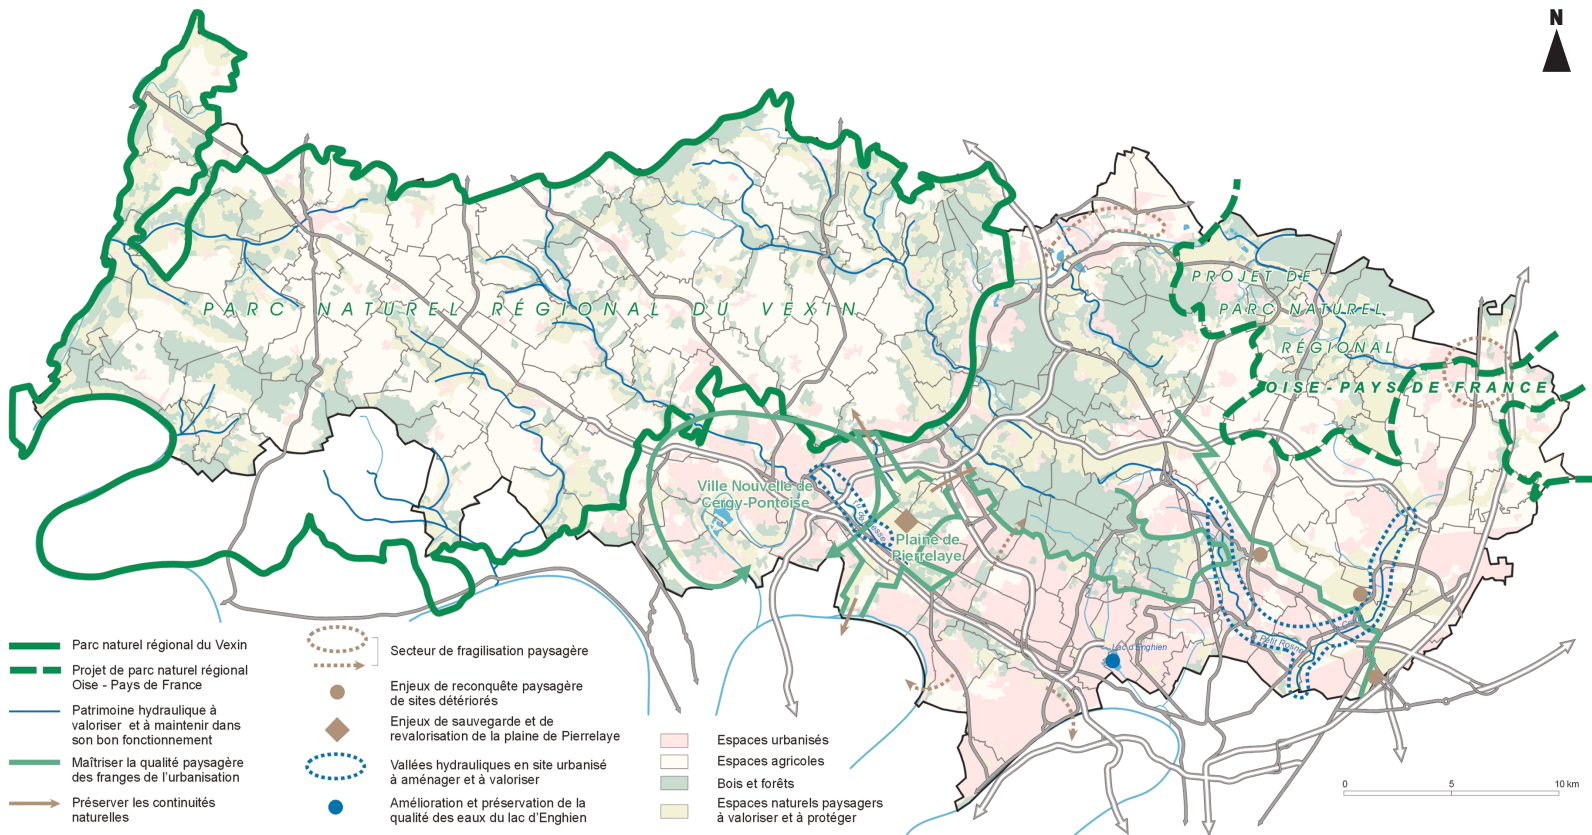 N
PARC NATUREL RÉGIONAL DU VEXIN
PROJET DE
PARC NATUREL
RÉGIONAL
OISE - PAYS DE FRANCE
Ville Nouvelle de
Cergy-Pontoise
Plaine de
Pierrelaye
Lac d'Enghien
Petit Rosne
Parc naturel régional du Vexin
Projet de parc naturel régional
Oise - Pays de France
Patrimoine hydraulique à
valoriser et à maintenir dans
son bon fonctionnement
Maîtriser la qualité paysagère
des franges de l'urbanisation
Préserver les continuités
naturelles
Secteur de fragilisation paysagère
Enjeux de reconquête paysagère
de sites détériorés
Enjeux de sauvegarde et de
revalorisation de la plaine de Pierrelaye
Vallées hydrauliques en site urbanisé
à aménager et à valoriser
Amélioration et préservation de la
qualité des eaux du lac d'Enghien
Espaces urbanisés
Espaces agricoles
Bois et forêts
Espaces naturels paysagers
à valoriser et à protéger
0 5 10 km